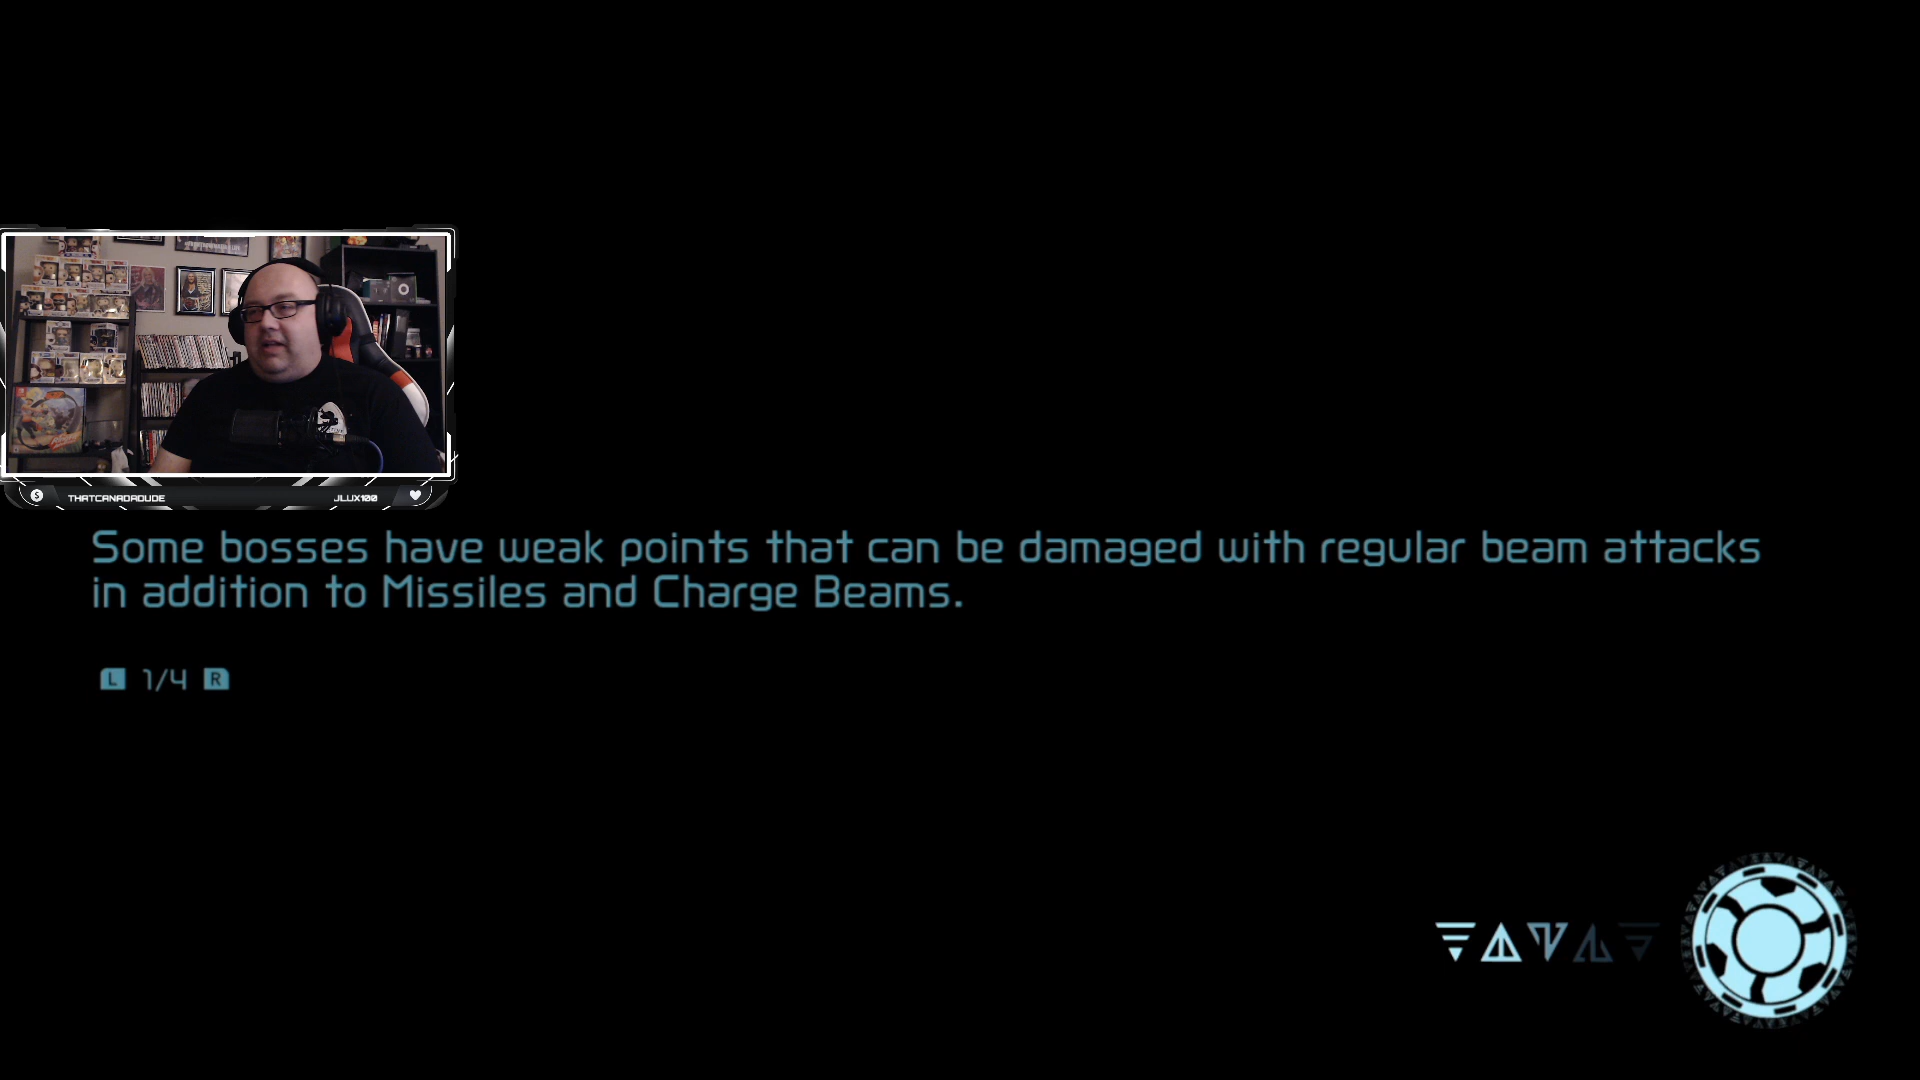 THATCANADADUDE
JLUX100
Some bosses have weak points that can be damaged with regular beam attacks
in addition to Missiles and Charge Beams.
L 1/4 R